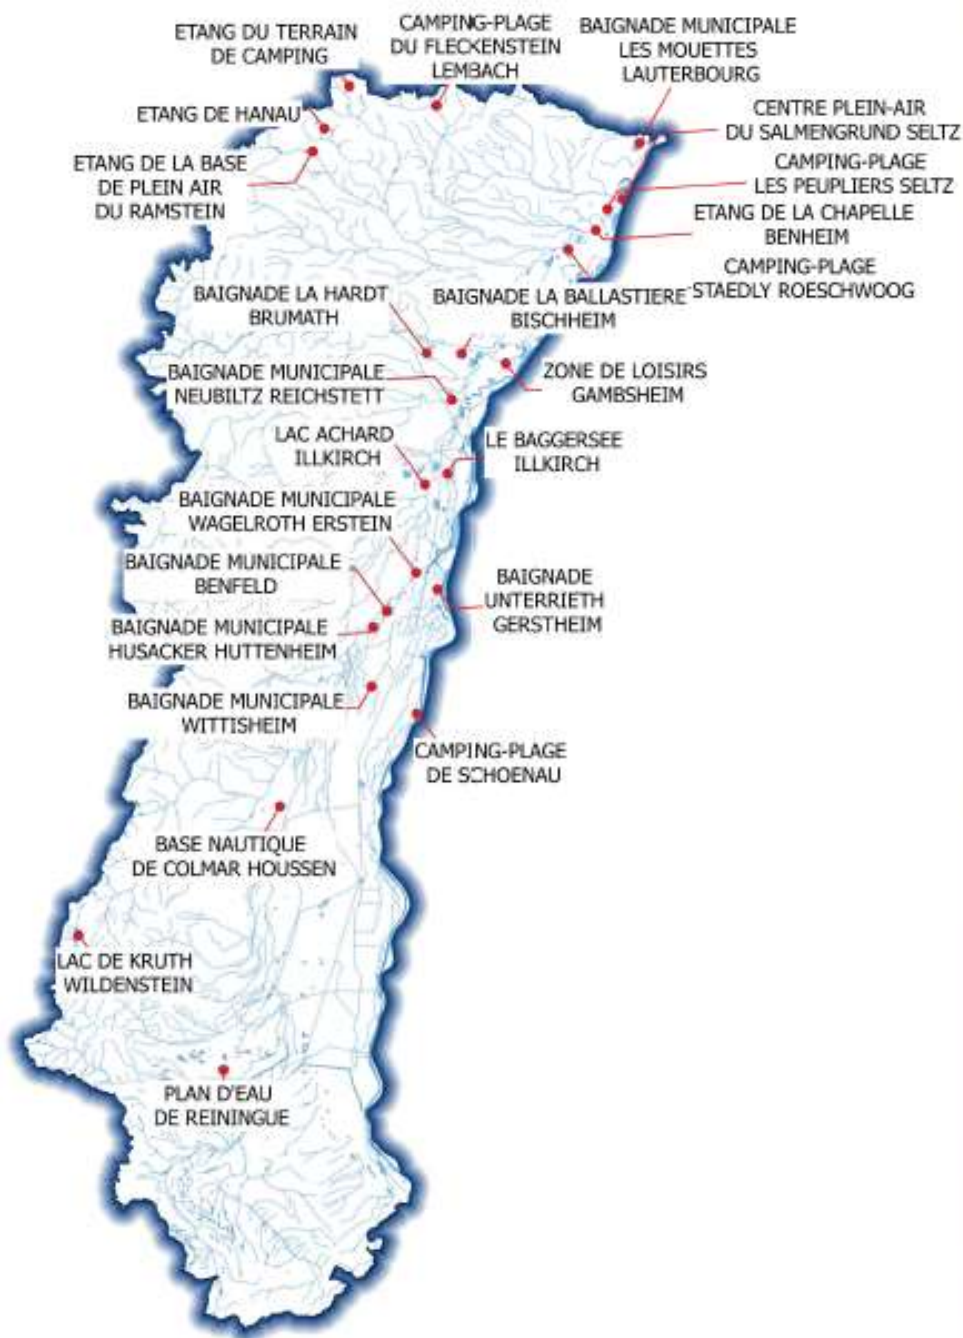 ETANG DU TERRAIN
DE CAMPING
CAMPING-PLAGE
DU FLECKENSTEIN
LEMBACH
BAIGNADE MUNICIPALE
LES MOUETTES
LAUTERBOURG
ETANG DE HANAU
CENTRE PLEIN-AIR
DU SALMENGRUND SELTZ
ETANG DE LA BASE
DE PLEIN AIR
DU RAMSTEIN
CAMPING-PLAGE
LES PEUPLIERS SELTZ
ETANG DE LA CHAPELLE
BENHEIM
CAMPING-PLAGE
STAEDLY ROESCHWOOG
BAIGNADE LA HARDT
BRUMATH
BAIGNADE LA BALLASTIERE
BISCHHEIM
BAIGNADE MUNICIPALE
NEUBILTZ REICHSTETT
ZONE DE LOISIRS
GAMBSHEIM
LAC ACHARD
ILLKIRCH
LE BAGGERSEE
ILLKIRCH
BAIGNADE MUNICIPALE
WAGELROTH ERSTEIN
BAIGNADE MUNICIPALE
BENFELD
BAIGNADE
UNTERRIETH
GERSTHEIM
BAIGNADE MUNICIPALE
HUSACKER HUTTENHEIM
BAIGNADE MUNICIPALE
WITTISHEIM
CAMPING-PLAGE
DE SCHOENAU
BASE NAUTIQUE
DE COLMAR HOUSSEN
LAC DE KRUTH
WILDENSTEIN
PLAN D'EAU
DE REININGUE